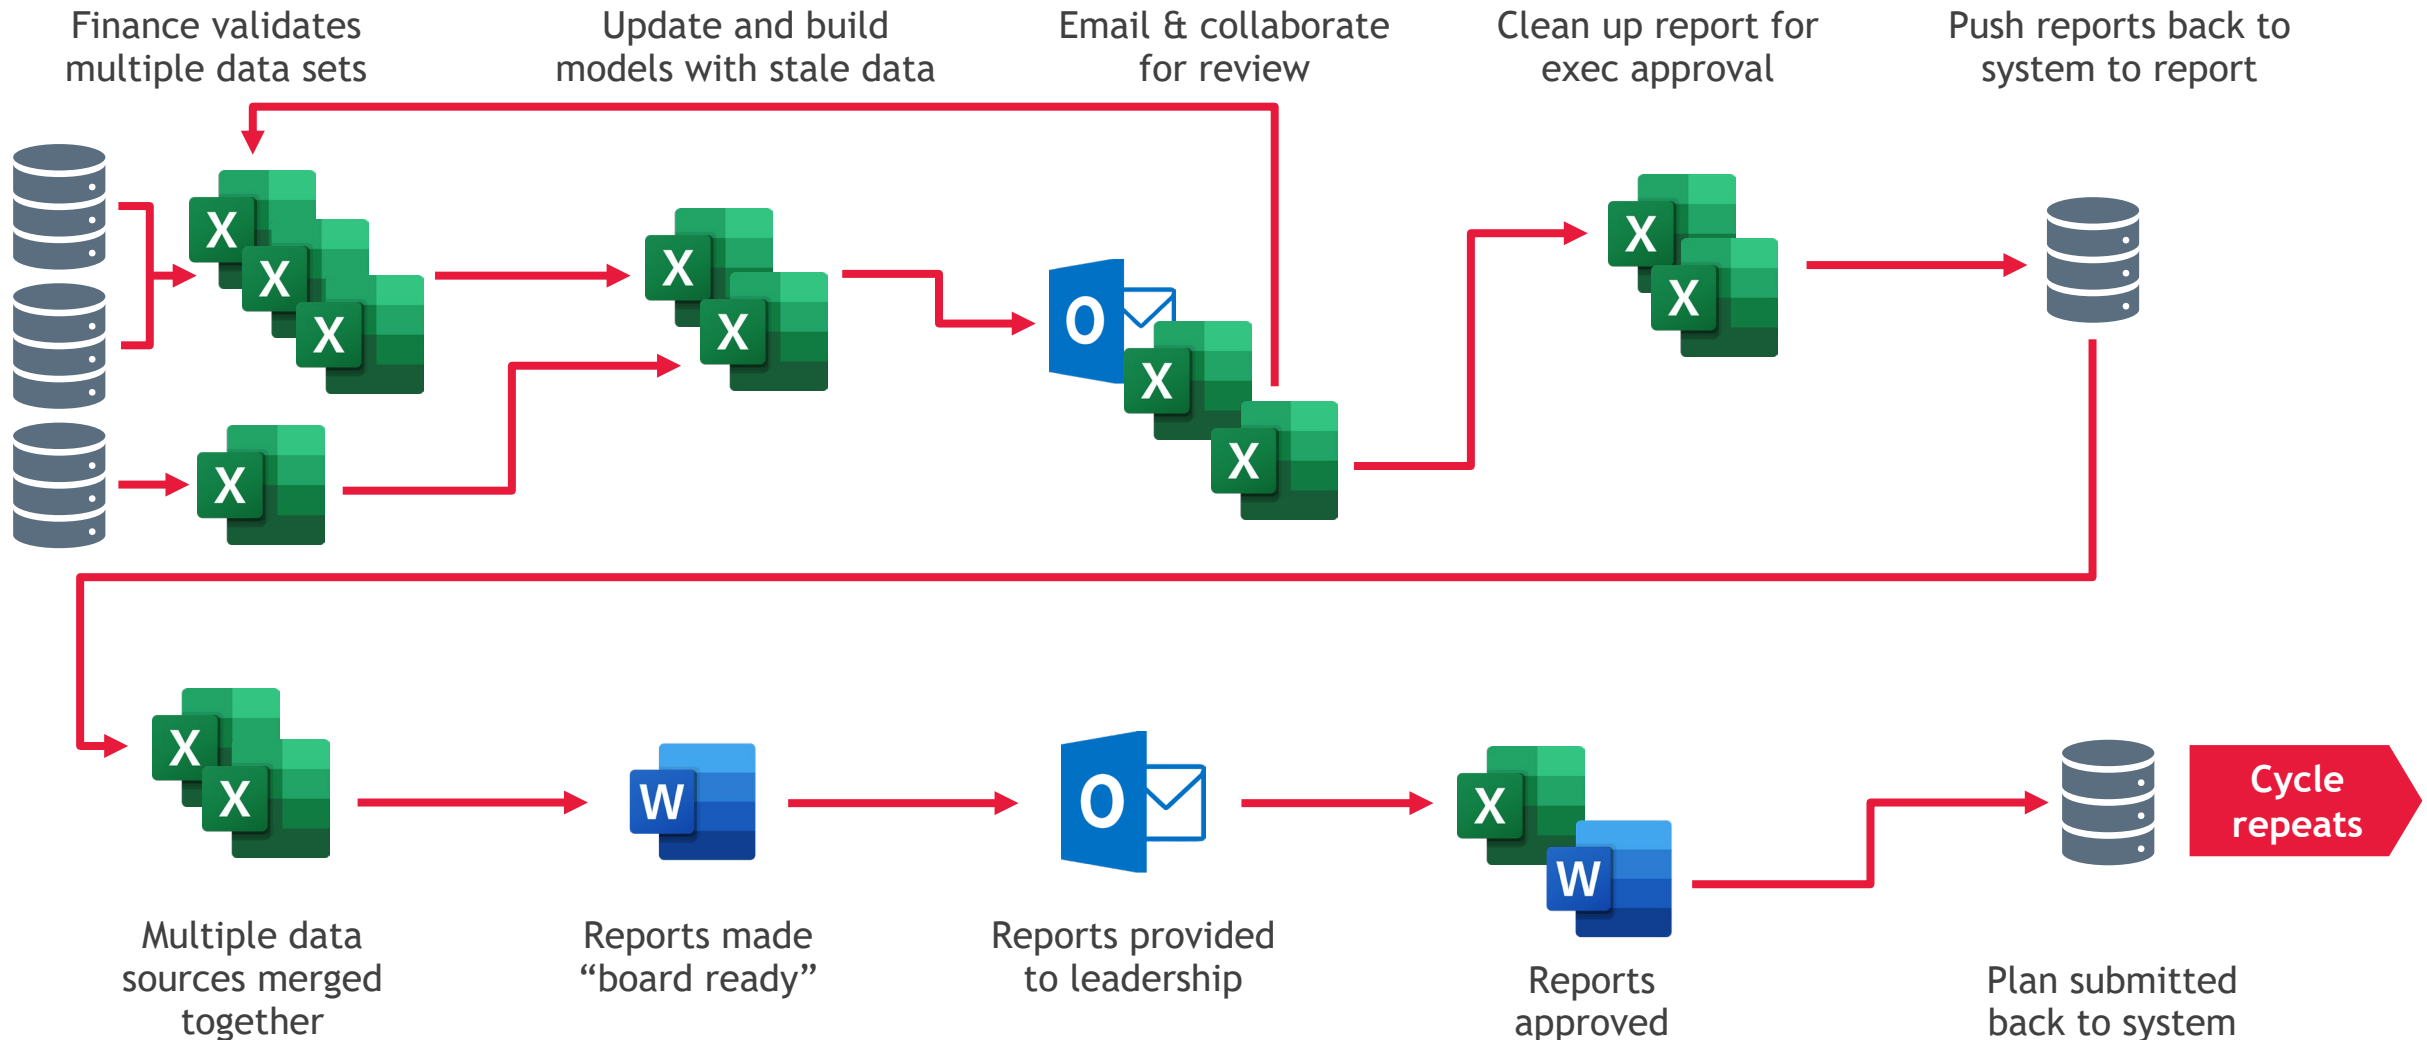 Finance validates
multiple data sets
Update and build
models with stale data
Email & collaborate
for review
Clean up report for
exec approval
Push reports back to
system to report
X
X
X
X
X
X
O
X
X
X
X
X
X
W
O
X
W
Cycle
repeats
Multiple data
sources merged
together
Reports made
“board ready”
Reports provided
to leadership
Reports
approved
Plan submitted
back to system